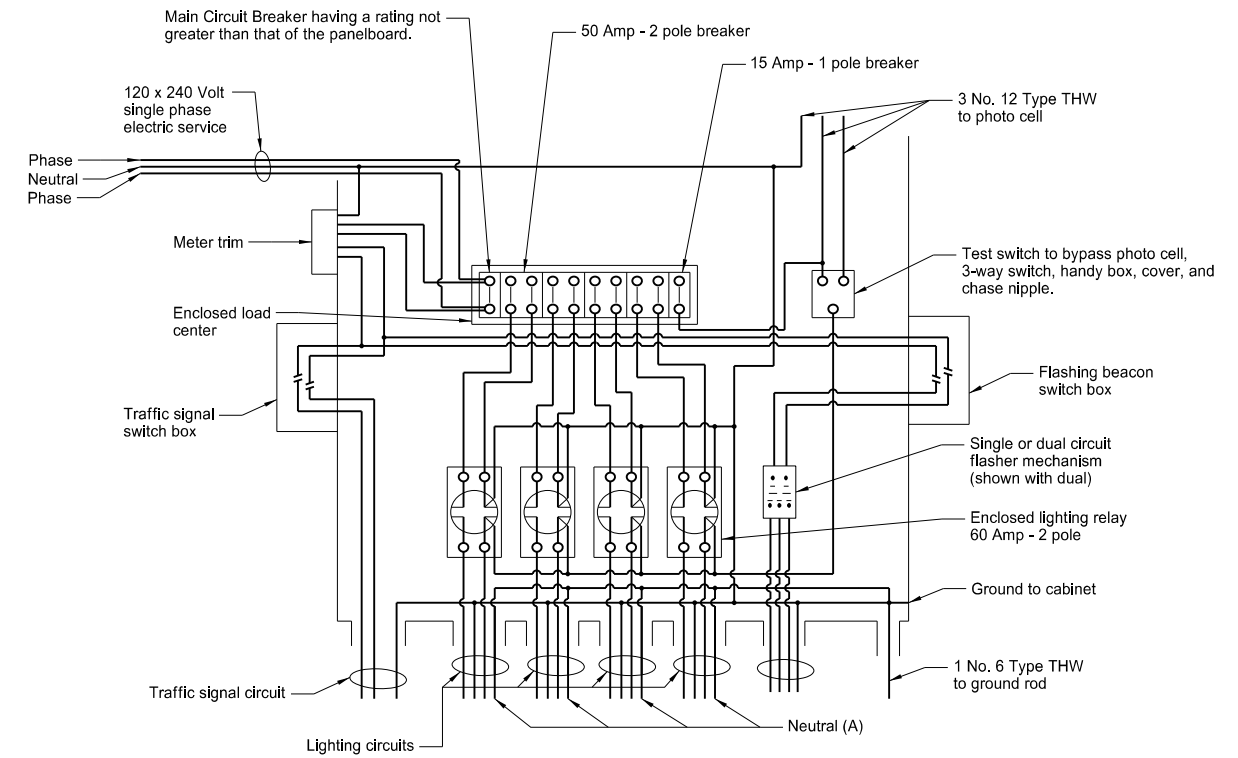 Main Circuit Breaker having a rating not
greater than that of the panelboard.
50 Amp - 2 pole breaker
15 Amp - 1 pole breaker
120 x 240 Volt
single phase
electric service
3 No. 12 Type THW
to photo cell
Phase
Neutral
Phase
Meter trim
Test switch to bypass photo cell,
3-way switch, handy box, cover, and
chase nipple.
Enclosed load
center
Flashing beacon
switch box
Traffic signal
switch box
Single or dual circuit
flasher mechanism
(shown with dual)
Enclosed lighting relay
60 Amp - 2 pole
Ground to cabinet
1 No. 6 Type THW
to ground rod
Traffic signal circuit
Neutral (A)
Lighting circuits